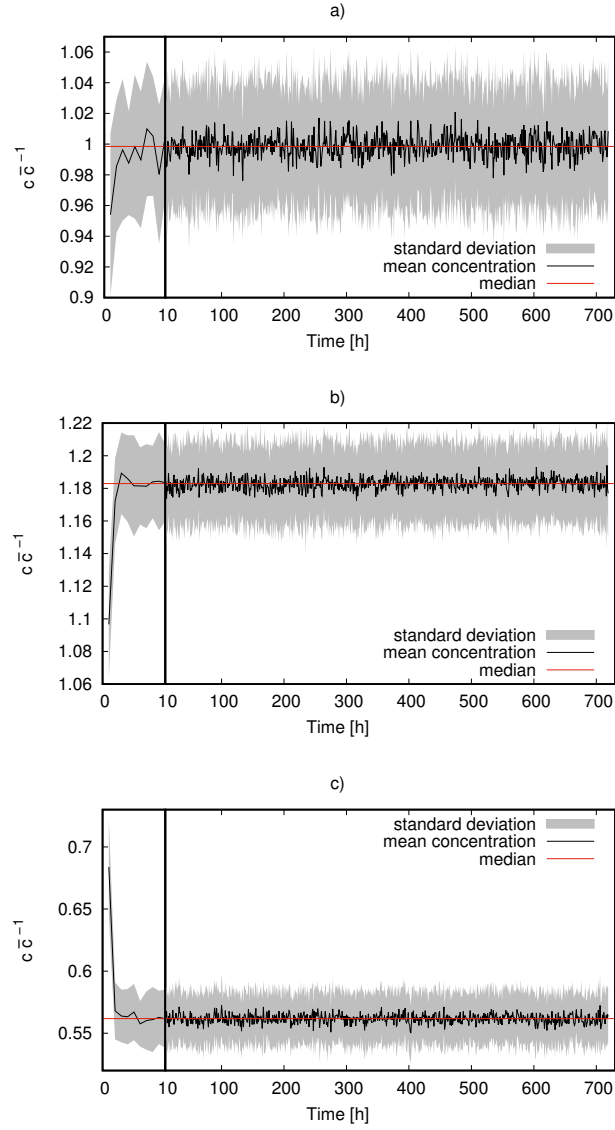 a)
1.06
1.04
1.02
1
0.98
0.96
0.94
0.92
0.9
c c̄⁻¹
standard deviation
mean concentration
median
0 10 100 200 300 400 500 600 700
Time [h]
b)
1.22
1.2
1.18
1.16
1.14
1.12
1.1
1.08
1.06
c c̄⁻¹
standard deviation
mean concentration
median
0 10 100 200 300 400 500 600 700
Time [h]
c)
standard deviation
mean concentration
median
0.7
0.65
0.6
0.55
c c̄⁻¹
0 10 100 200 300 400 500 600 700
Time [h]